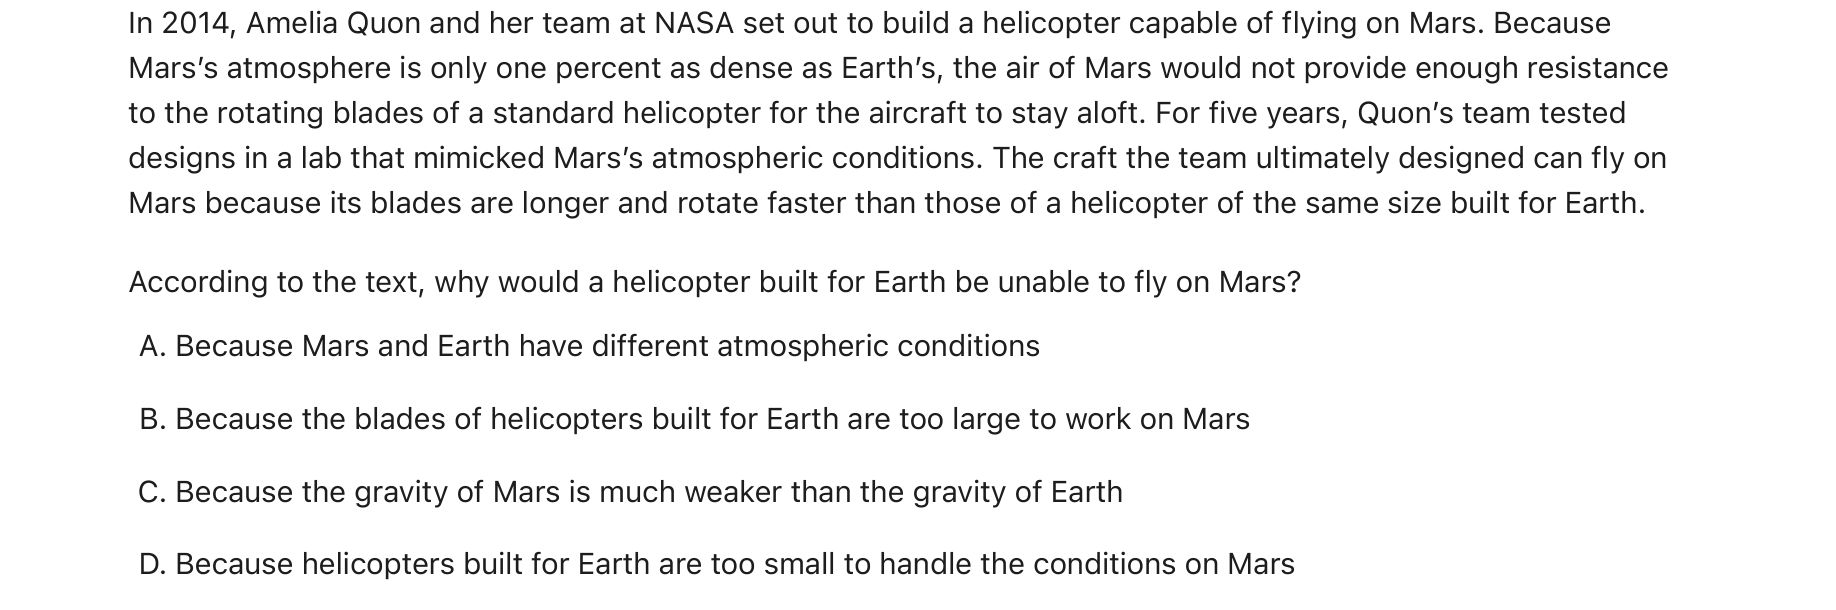 In 2014, Amelia Quon and her team at NASA set out to build a helicopter capable of flying on Mars. Because
Mars’s atmosphere is only one percent as dense as Earth’s, the air of Mars would not provide enough resistance
to the rotating blades of a standard helicopter for the aircraft to stay aloft. For five years, Quon’s team tested
designs in a lab that mimicked Mars’s atmospheric conditions. The craft the team ultimately designed can fly on
Mars because its blades are longer and rotate faster than those of a helicopter of the same size built for Earth.
According to the text, why would a helicopter built for Earth be unable to fly on Mars?
A. Because Mars and Earth have different atmospheric conditions
B. Because the blades of helicopters built for Earth are too large to work on Mars
C. Because the gravity of Mars is much weaker than the gravity of Earth
D. Because helicopters built for Earth are too small to handle the conditions on Mars